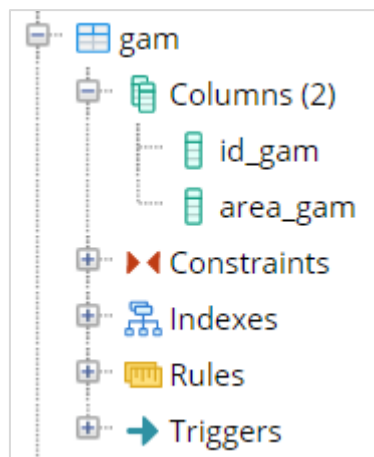 gam
Columns (2)
id_gam
area_gam
Constraints
Indexes
Rules
Triggers